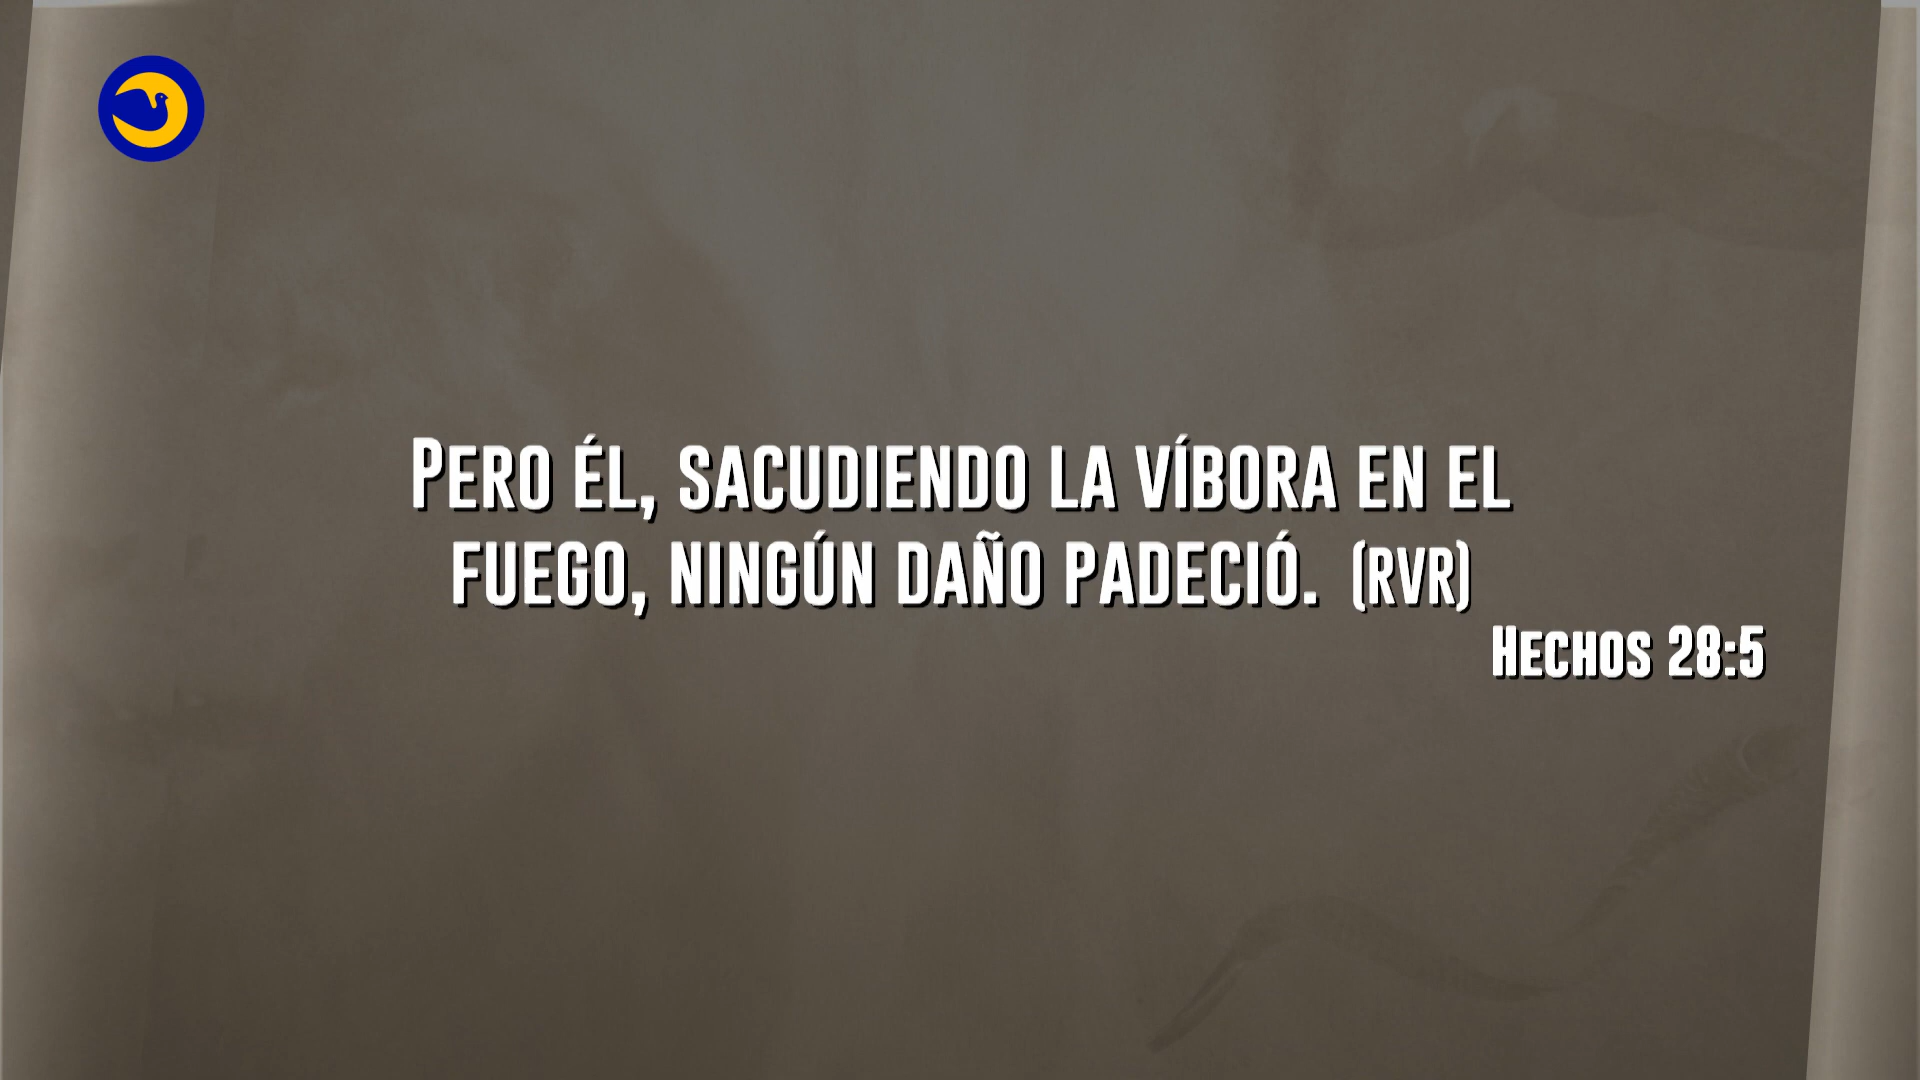 Pero él, sacudiendo la víbora en el
fuego, ningún daño padeció. (RVR)
Hechos 28:5